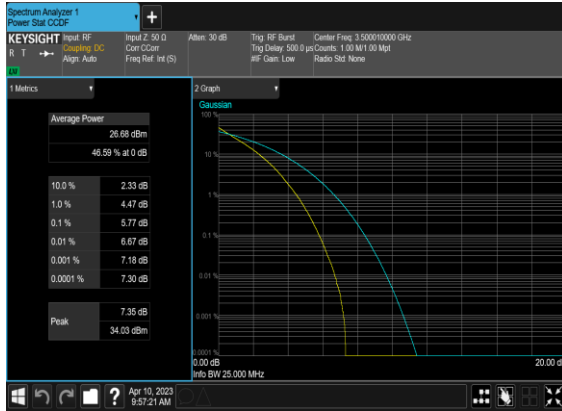 Spectrum Analyzer 1
Power Stat CCDF
+
KEYSIGHT
R T
LU
Input: RF
Coupling: DC
Align: Auto
Input Z: 50 Ω
Corr CCorr
Freq Ref: Int (S)
Atten: 30 dB
Trig: RF Burst
Trig Delay: 500.0 µs
#IF Gain: Low
Center Freq: 3.500010000 GHz
Counts: 1.00 M/1.00 Mpt
Radio Std: None
1 Metrics
Average Power
26.68 dBm
46.59 % at 0 dB
10.0 % 2.33 dB
1.0 % 4.47 dB
0.1 % 5.77 dB
0.01 % 6.67 dB
0.001 % 7.18 dB
0.0001 % 7.30 dB
Peak
7.35 dB
34.03 dBm
2 Graph
Gaussian
100 %
10 %
1 %
0.1 %
0.01 %
0.001 %
0.0001 %
0.00 dB
20.00 d
Info BW 25.000 MHz
?
Apr 10, 2023
9:57:21 AM